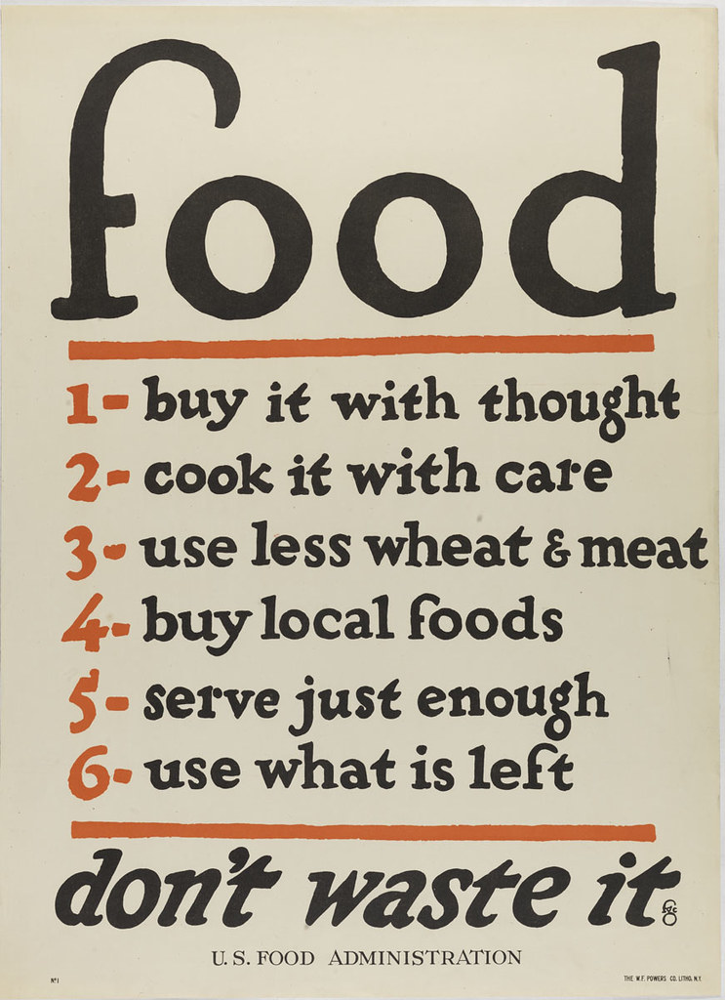 food
1- buy it with thought
2- cook it with care
3- use less wheat & meat
4- buy local foods
5- serve just enough
6- use what is left
don't waste it
U.S. FOOD ADMINISTRATION
Nº1
THE W.F. POWERS CO. LITHO. N.Y.